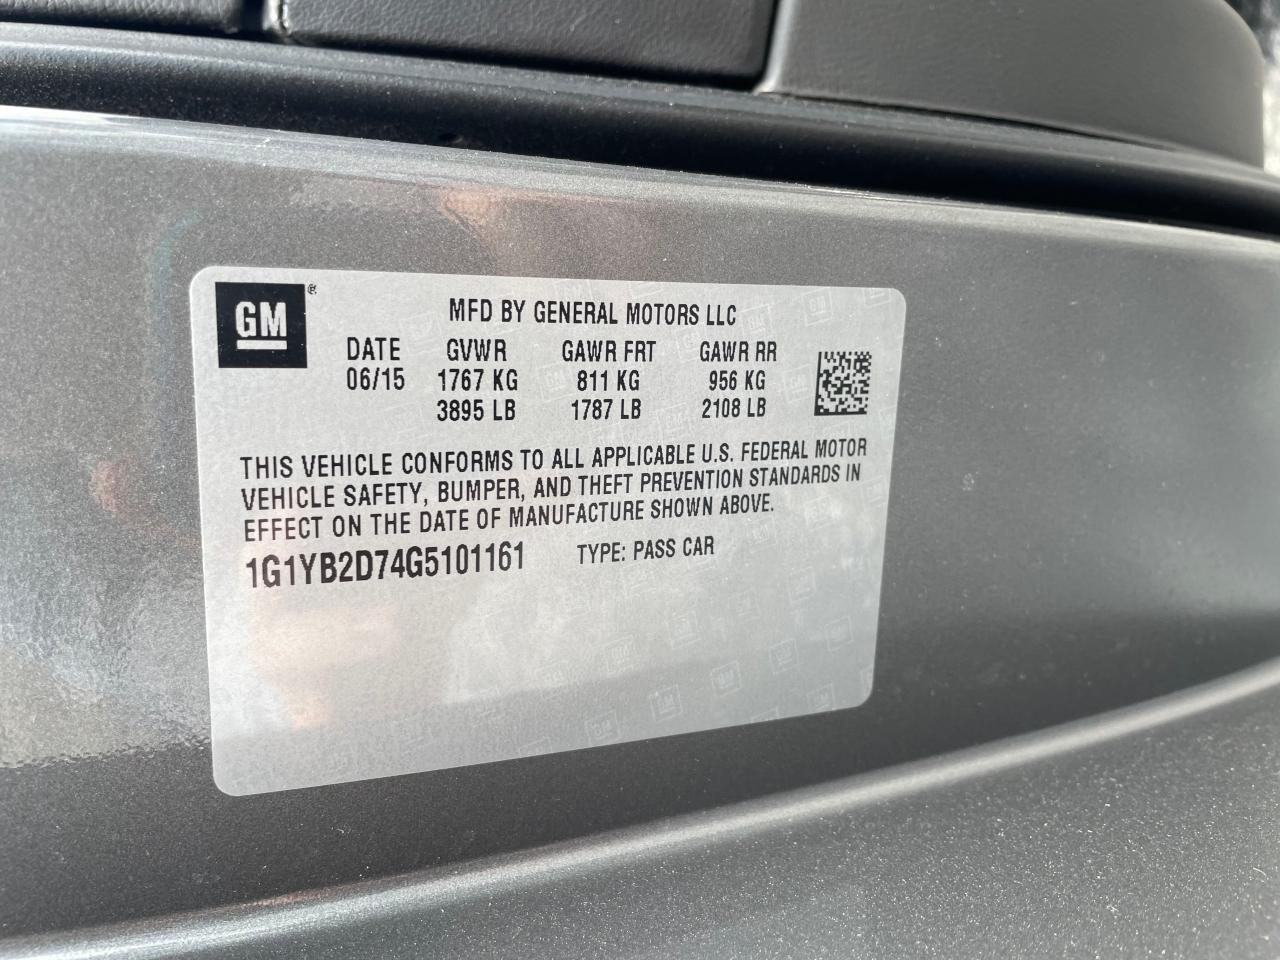 GM®
MFD BY GENERAL MOTORS LLC
DATE GVWR GAWR FRT GAWR RR
06/15 1767 KG 811 KG 956 KG
3895 LB 1787 LB 2108 LB
THIS VEHICLE CONFORMS TO ALL APPLICABLE U.S. FEDERAL MOTOR
VEHICLE SAFETY, BUMPER, AND THEFT PREVENTION STANDARDS IN
EFFECT ON THE DATE OF MANUFACTURE SHOWN ABOVE.
1G1YB2D74G5101161 TYPE: PASS CAR